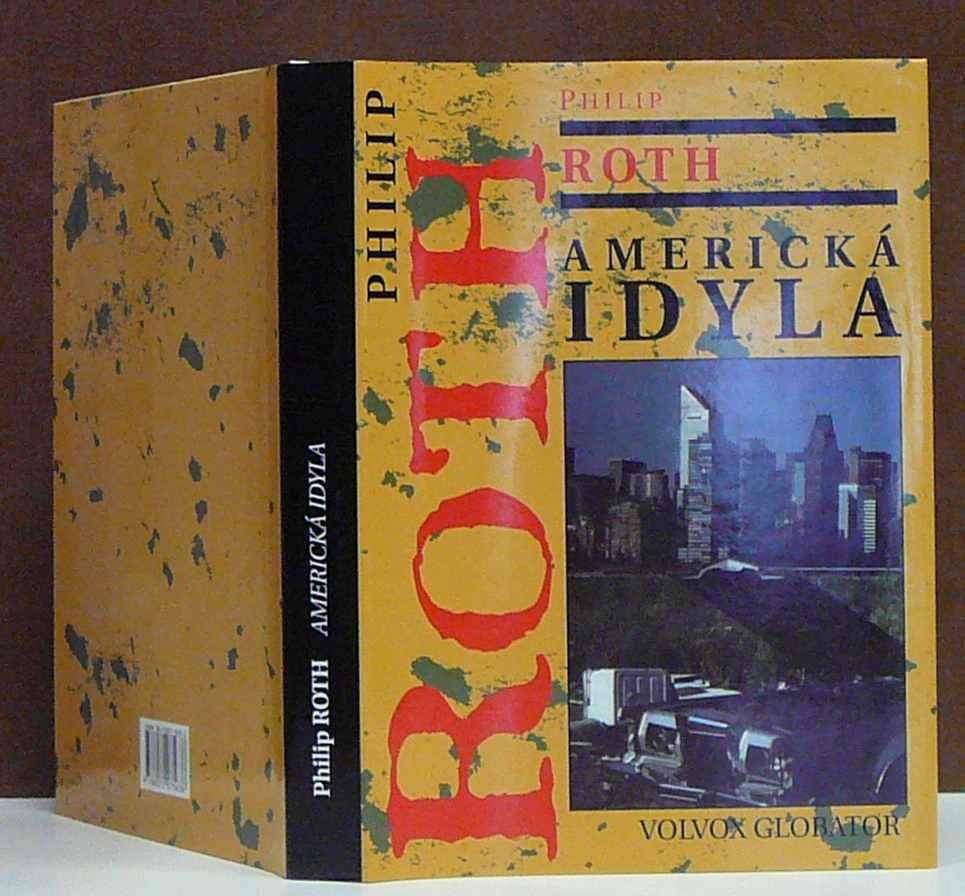 Philip ROTH AMERICKÁ IDYLA
PHILIP
ROTH
PHILIP
ROTH
AMERICKÁ
IDYLA
VOLVOX GLOBATOR